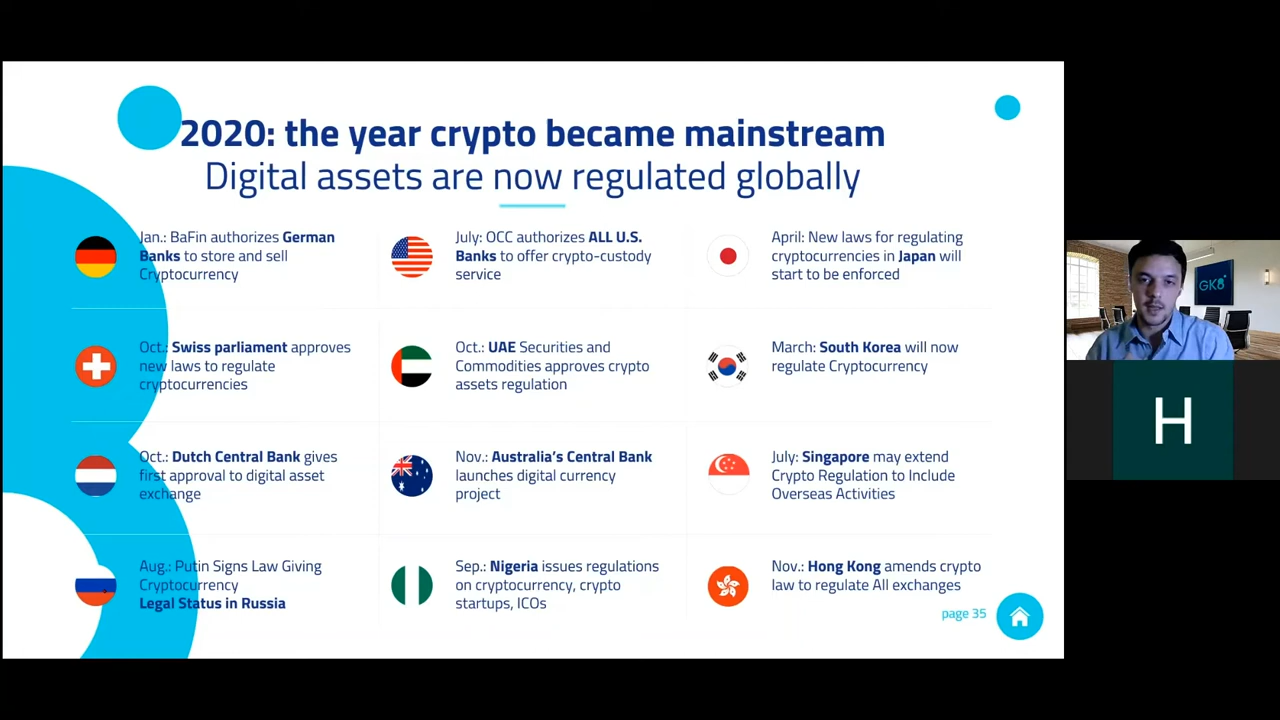 2020: the year crypto became mainstream
Digital assets are now regulated globally
Jan.: BaFin authorizes German
Banks to store and sell
Cryptocurrency
July: OCC authorizes ALL U.S.
Banks to offer crypto-custody
service
April: New laws for regulating
cryptocurrencies in Japan will
start to be enforced
Oct.: Swiss parliament approves
new laws to regulate
cryptocurrencies
Oct.: UAE Securities and
Commodities approves crypto
assets regulation
March: South Korea will now
regulate Cryptocurrency
Oct.: Dutch Central Bank gives
first approval to digital asset
exchange
Nov.: Australia's Central Bank
launches digital currency
project
July: Singapore may extend
Crypto Regulation to Include
Overseas Activities
Aug.: Putin Signs Law Giving
Cryptocurrency
Legal Status in Russia
Sep.: Nigeria issues regulations
on cryptocurrency, crypto
startups, ICOs
Nov.: Hong Kong amends crypto
law to regulate All exchanges
page 35
GK8
H